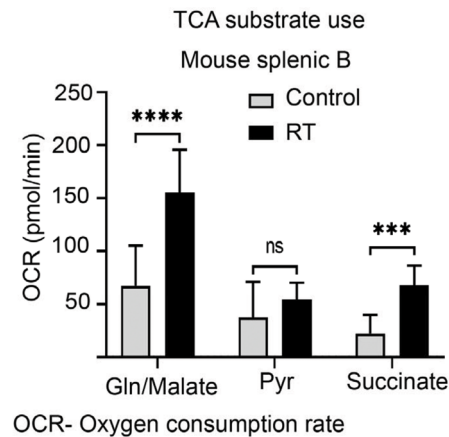 TCA substrate use
Mouse splenic B
Control
RT
OCR (pmol/min)
250
200
150
100
50
****
ns
***
Gln/Malate
Pyr
Succinate
OCR- Oxygen consumption rate